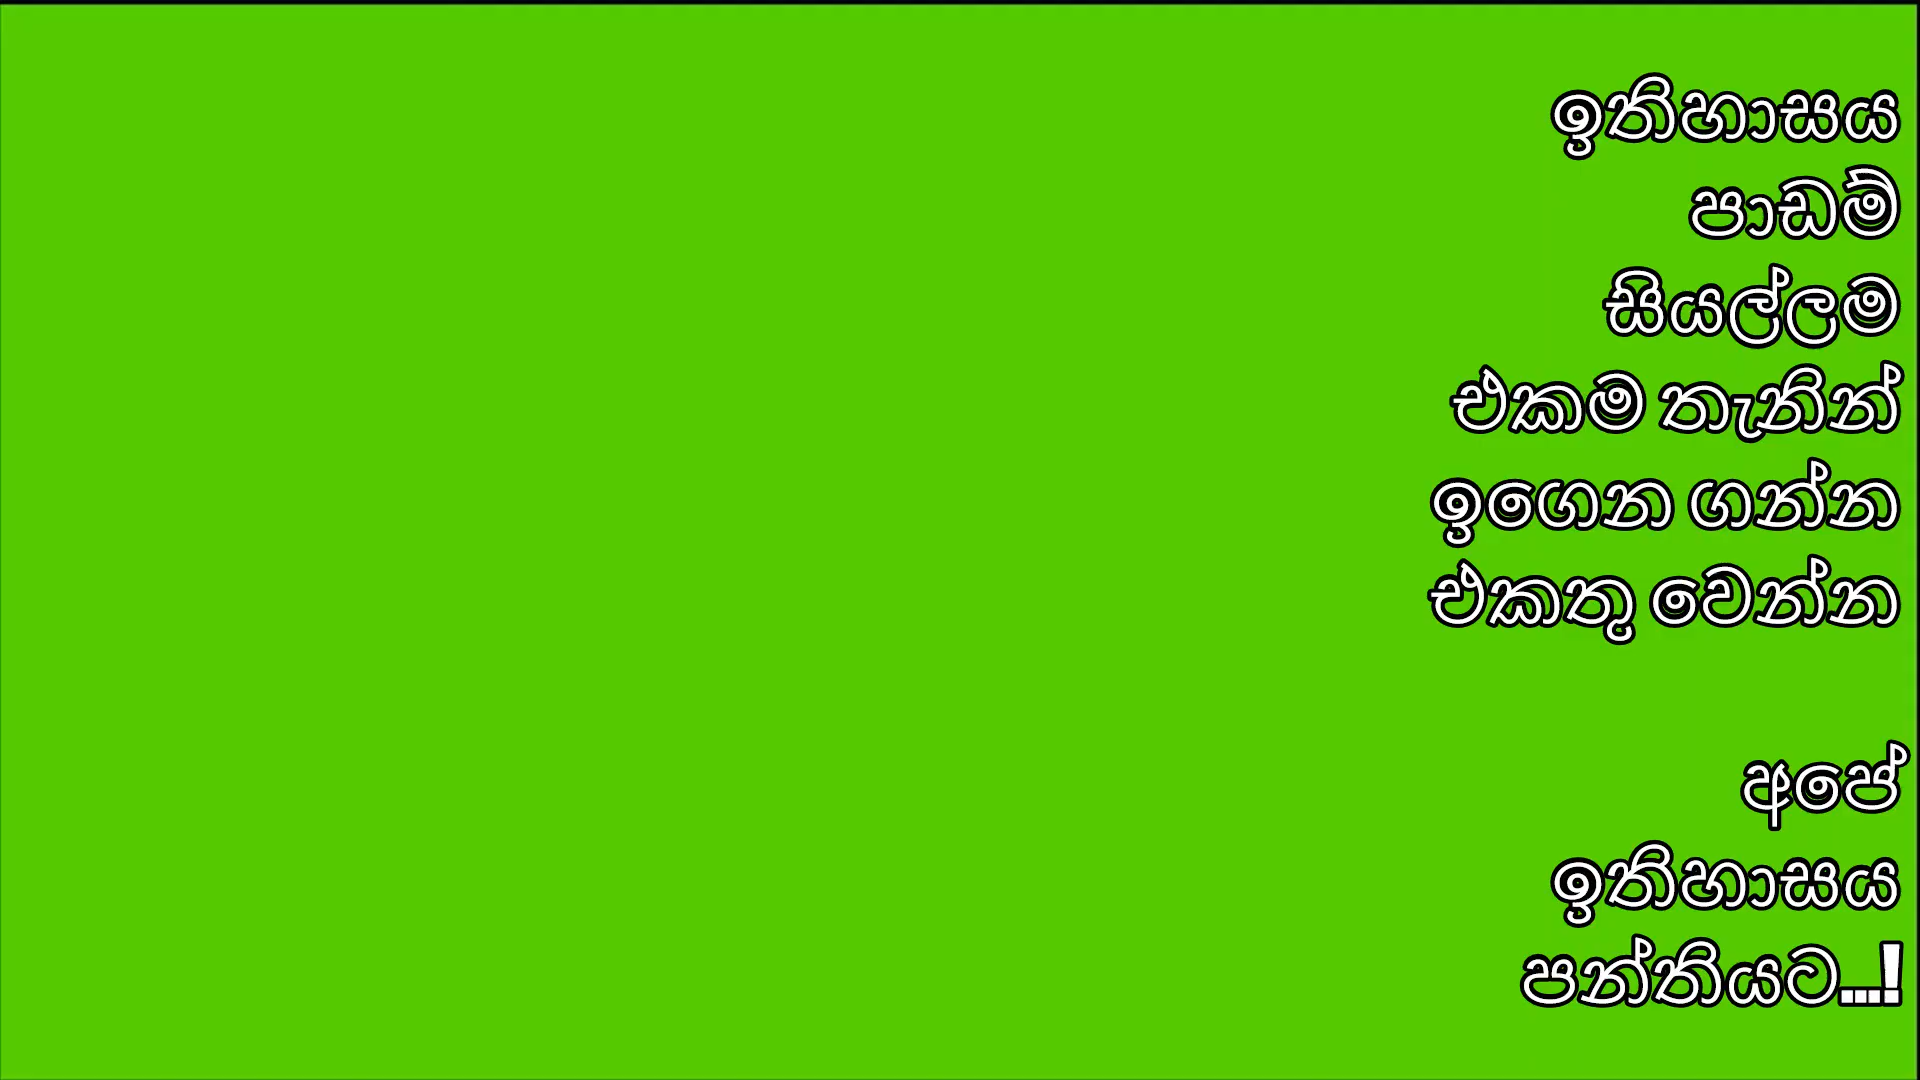 ඉතිහාසය
පාඩම්
සියල්ලම
එකම තැනින්
ඉගෙන ගන්න
එකතු වෙන්න
අපේ
ඉතිහාසය
පන්තියට...!